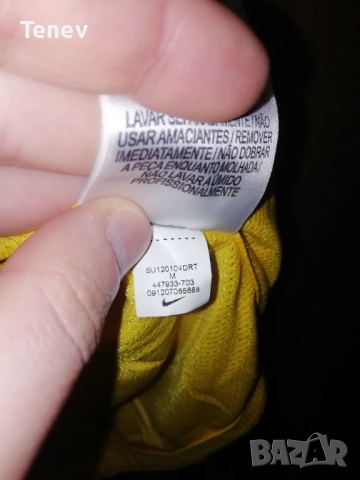 Tenev
LAVAR SEPARADAMENTE / NÃO
USAR AMACIANTES / REMOVER
IMEDIATAMENTE / NÃO DOBRAR
A PEÇA ENQUANTO MOLHADA /
NÃO LAVAR A ÚMIDO
PROFISSIONALMENTE
SU120104DRT
M
447933-703
091207065688
BAZAR